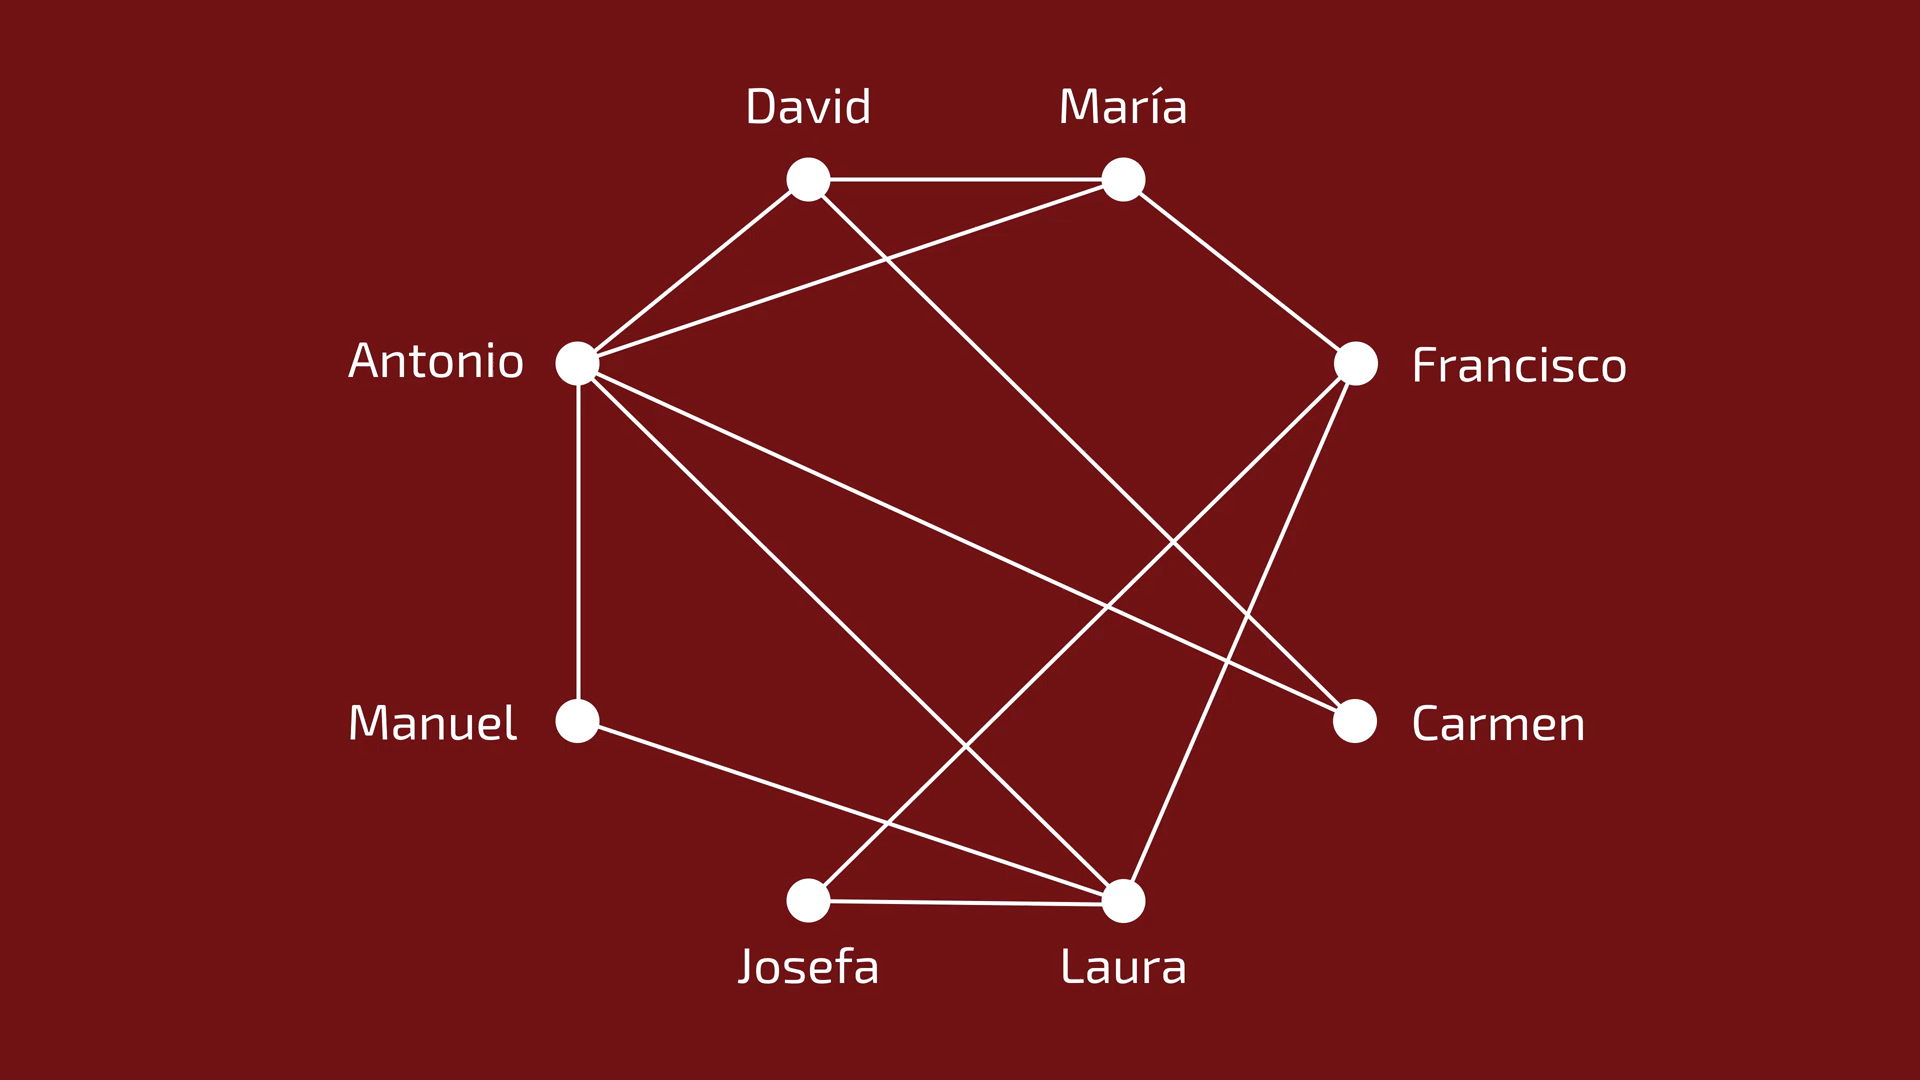 David
María
Antonio
Francisco
Manuel
Carmen
Josefa
Laura